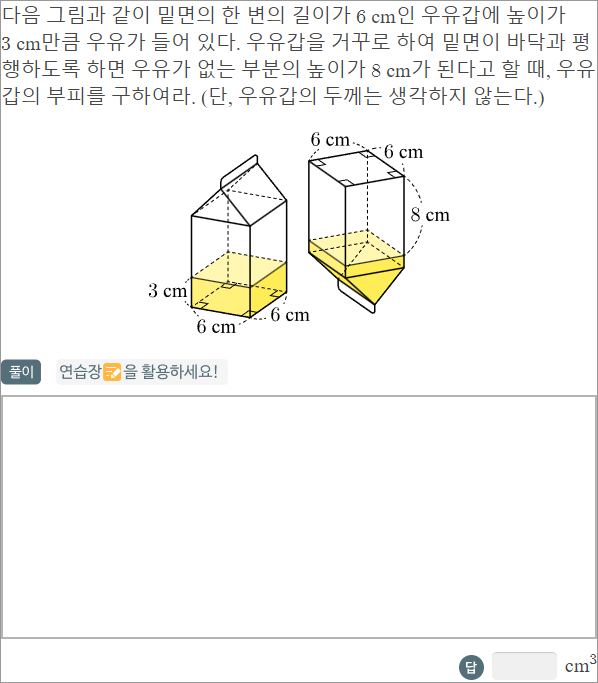 다음 그림과 같이 밑면의 한 변의 길이가 6 cm인 우유갑에 높이가
3 cm만큼 우유가 들어 있다. 우유갑을 거꾸로 하여 밑면이 바닥과 평
행하도록 하면 우유가 없는 부분의 높이가 8 cm가 된다고 할 때, 우유
갑의 부피를 구하여라. (단, 우유갑의 두께는 생각하지 않는다.)
6 cm
6 cm
8 cm
3 cm
6 cm
6 cm
풀이 연습장을 활용하세요!
답 cm³